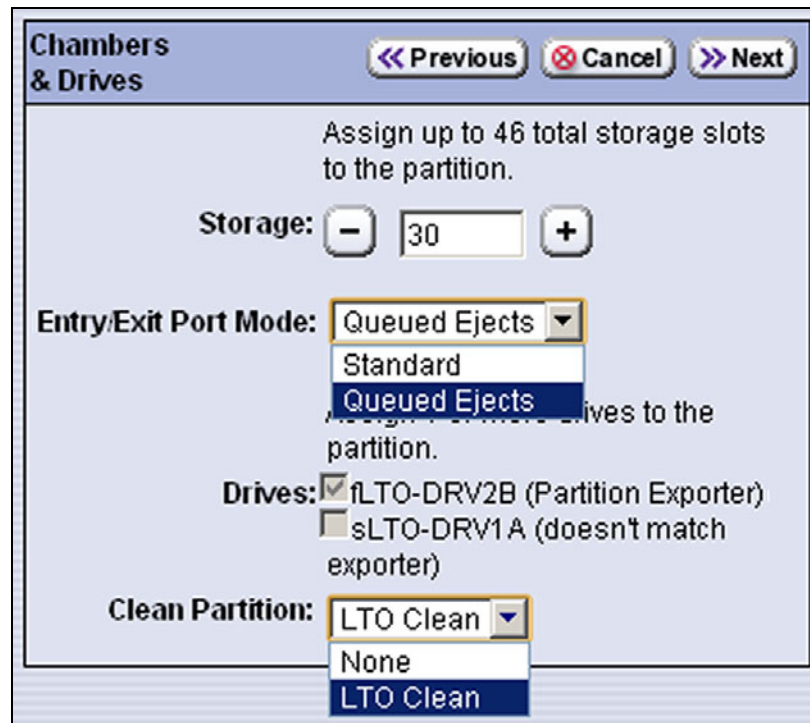 Chambers
& Drives
Previous
Cancel
Next
Assign up to 46 total storage slots
to the partition.
Storage: - 30 +
Entry/Exit Port Mode: Queued Ejects
Standard
Queued Ejects
drives to the
partition.
Drives: fLTO-DRV2B (Partition Exporter)
sLTO-DRV1A (doesn't match
exporter)
Clean Partition: LTO Clean
None
LTO Clean